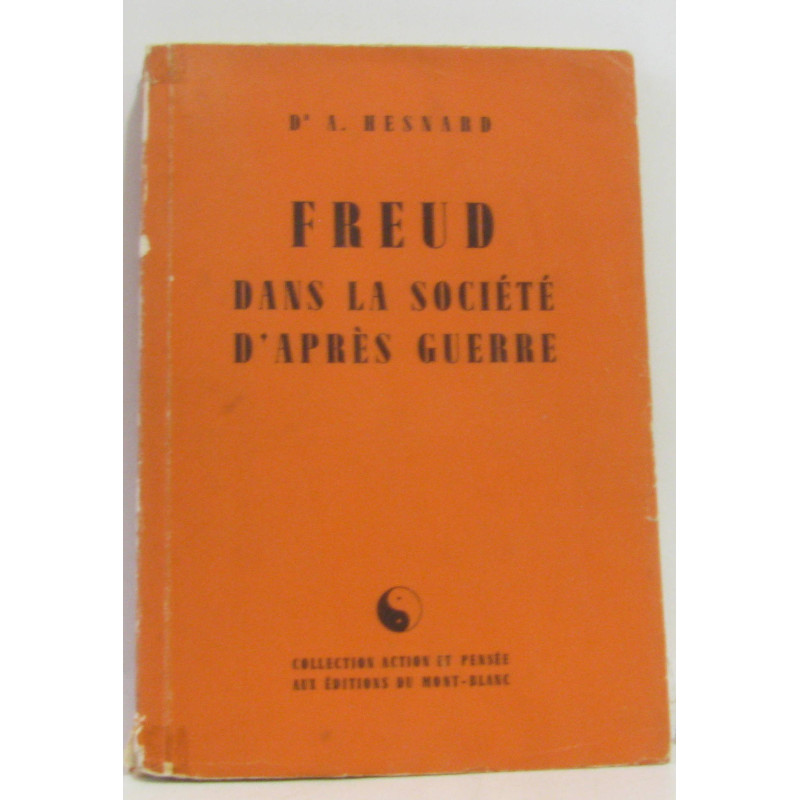 Dr A. HESNARD
FREUD
DANS LA SOCIÉTÉ
D'APRÈS GUERRE
COLLECTION ACTION ET PENSÉE
AUX ÉDITIONS DU MONT-BLANC